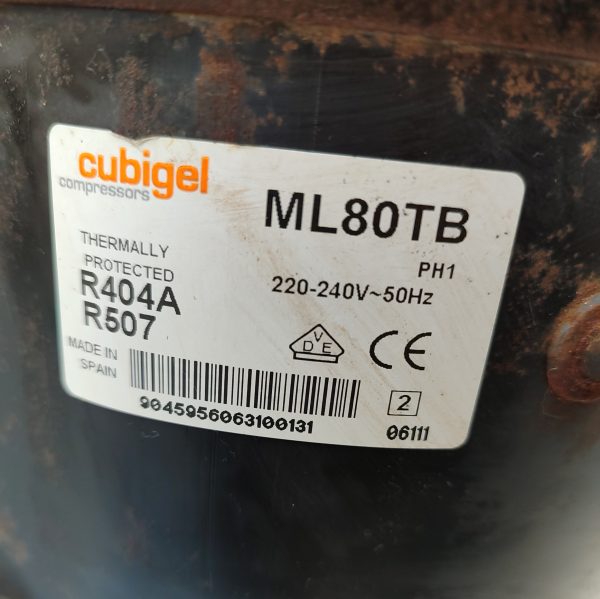 cubigel
compressors
ML80TB
THERMALLY
PROTECTED
PH1
R404A
220-240V~50Hz
R507
VDE
CE
MADE IN
SPAIN
9045956063100131
2
06111